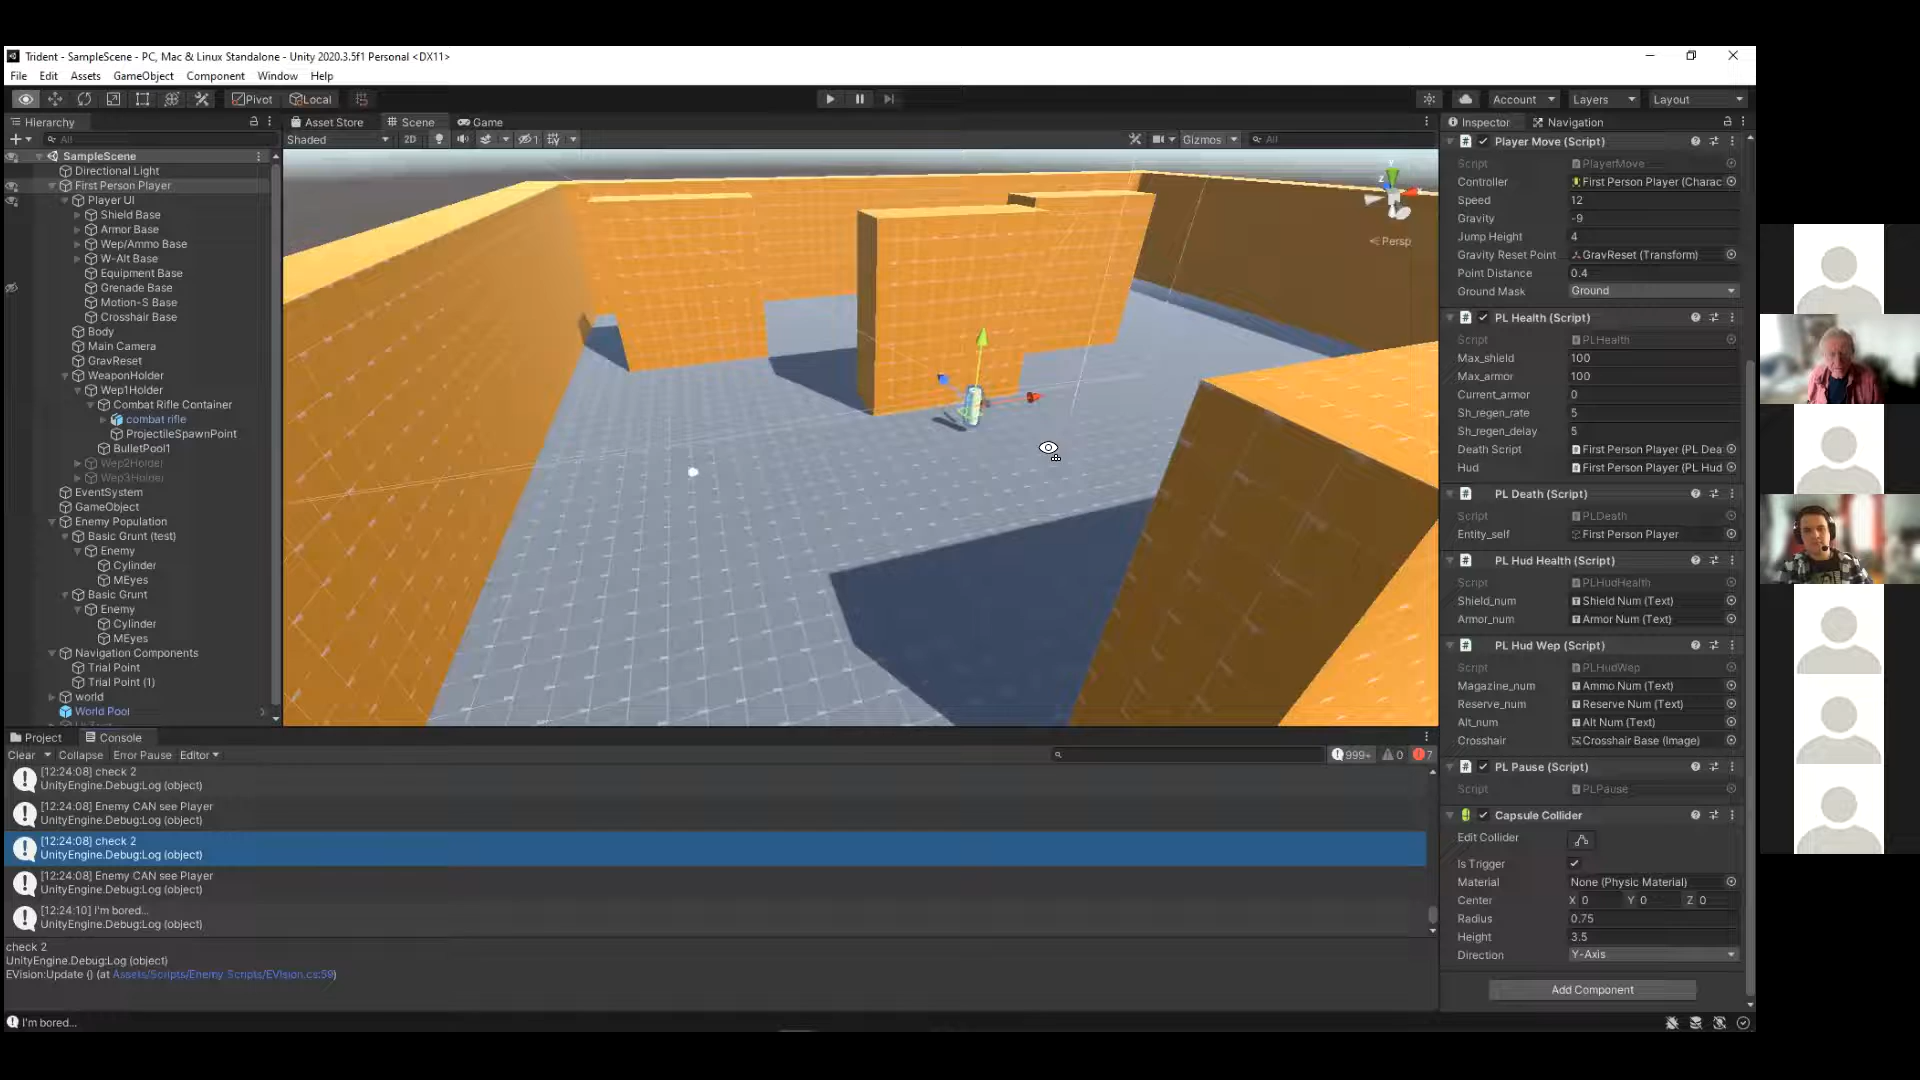 Trident - SampleScene - PC, Mac & Linux Standalone - Unity 2020.3.5f1 Personal <DX11>
File Edit Assets GameObject Component Window Help
Pivot Local
Account Layers Layout
Hierarchy
All
SampleScene
Directional Light
First Person Player
Player UI
Shield Base
Armor Base
Wep/Ammo Base
W-Alt Base
Equipment Base
Grenade Base
Motion-S Base
Crosshair Base
Body
Main Camera
GravReset
WeaponHolder
Wep1Holder
Combat Rifle Container
combat rifle
ProjectileSpawnPoint
BulletPool1
Wep2Holder
Wep3Holder
EventSystem
GameObject
Enemy Population
Basic Grunt (test)
Enemy
Cylinder
MEyes
Basic Grunt
Enemy
Cylinder
MEyes
Navigation Components
Trial Point
Trial Point (1)
world
World Pool
Asset Store Scene Game
Shaded 2D 1 Gizmos All
y
z
Persp
Inspector Navigation
Player Move (Script)
Script PlayerMove
Controller First Person Player (Charac
Speed 12
Gravity -9
Jump Height 4
Gravity Reset Point GravReset (Transform)
Point Distance 0.4
Ground Mask Ground
PL Health (Script)
Script PLHealth
Max_shield 100
Max_armor 100
Current_armor 0
Sh_regen_rate 5
Sh_regen_delay 5
Death Script First Person Player (PL Dea
Hud First Person Player (PL Hud
PL Death (Script)
Script PLDeath
Entity_self First Person Player
PL Hud Health (Script)
Script PLHudHealth
Shield_num Shield Num (Text)
Armor_num Armor Num (Text)
PL Hud Wep (Script)
Script PLHudWep
Magazine_num Ammo Num (Text)
Reserve_num Reserve Num (Text)
Alt_num Alt Num (Text)
Crosshair Crosshair Base (Image)
PL Pause (Script)
Script PLPause
Capsule Collider
Edit Collider
Is Trigger
Material None (Physic Material)
Center X 0 Y 0 Z 0
Radius 0.75
Height 3.5
Direction Y-Axis
Add Component
Project Console
Clear Collapse Error Pause Editor
999+ 0 7
[12:24:08] check 2
UnityEngine.Debug:Log (object)
[12:24:08] Enemy CAN see Player
UnityEngine.Debug:Log (object)
[12:24:08] check 2
UnityEngine.Debug:Log (object)
[12:24:08] Enemy CAN see Player
UnityEngine.Debug:Log (object)
[12:24:10] I'm bored...
UnityEngine.Debug:Log (object)
check 2
UnityEngine.Debug:Log (object)
EVision:Update () (at Assets/Scripts/Enemy Scripts/EVision.cs:59)
I'm bored...